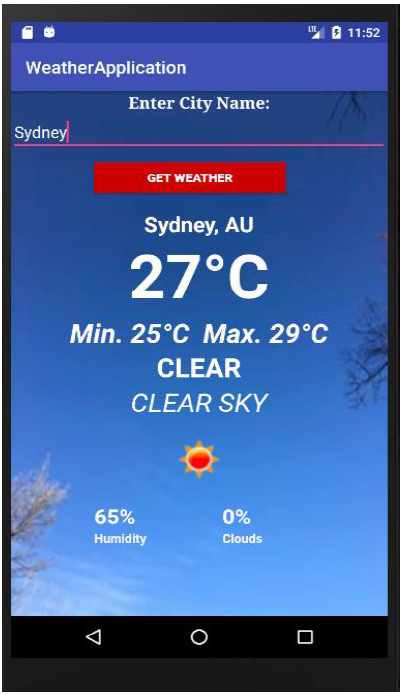 LTE 11:52
WeatherApplication
Enter City Name:
Sydney
GET WEATHER
Sydney, AU
27°C
Min. 25°C Max. 29°C
CLEAR
CLEAR SKY
65% 0%
Humidity Clouds